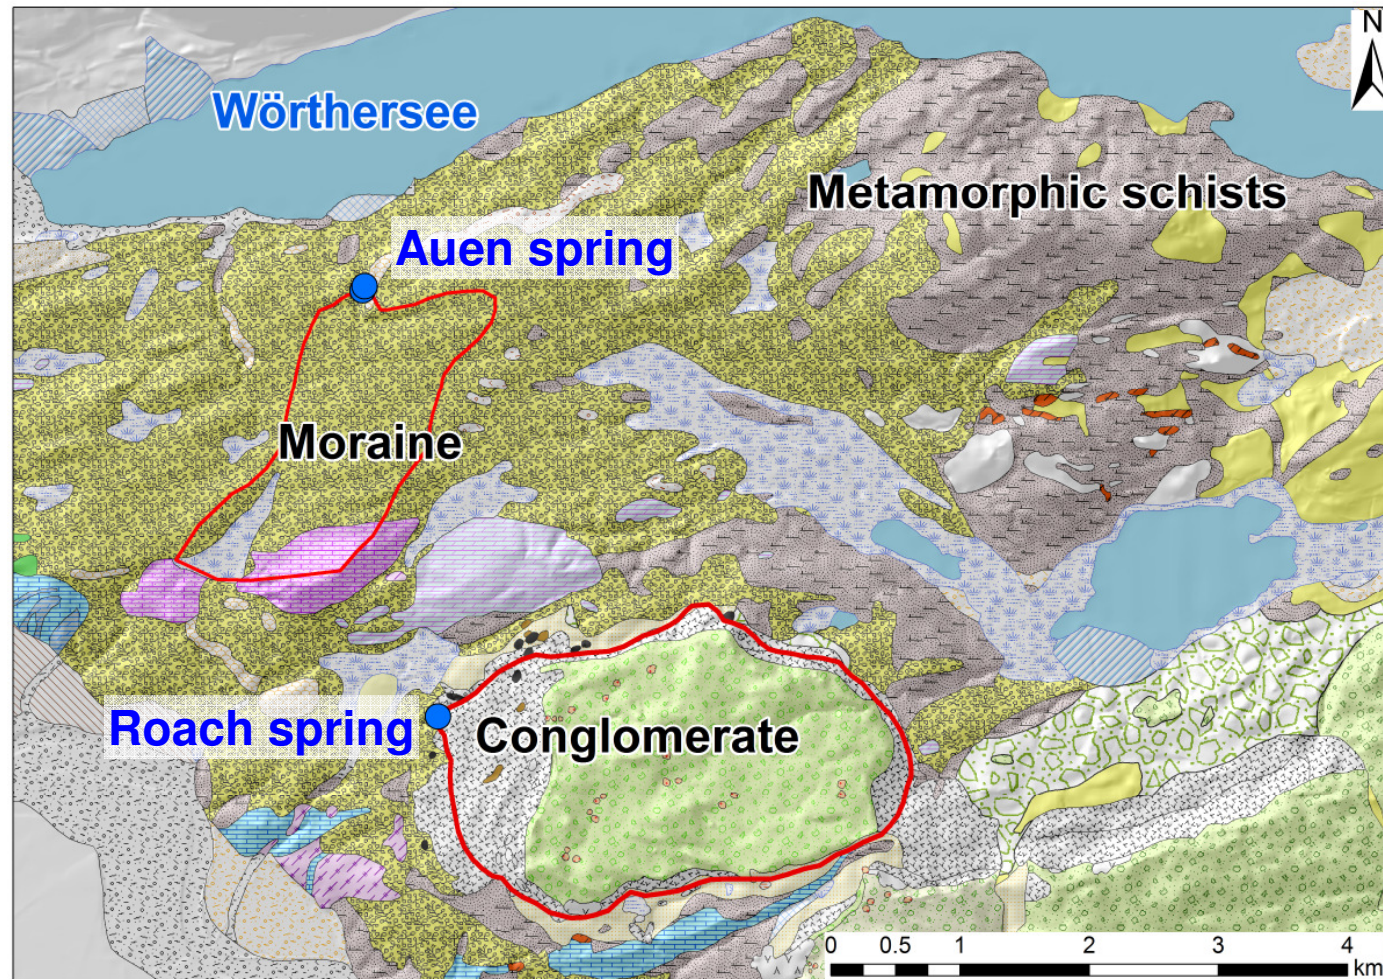 N
Wörthersee
Metamorphic schists
Auen spring
Moraine
Roach spring
Conglomerate
0 0.5 1 2 3 4
km